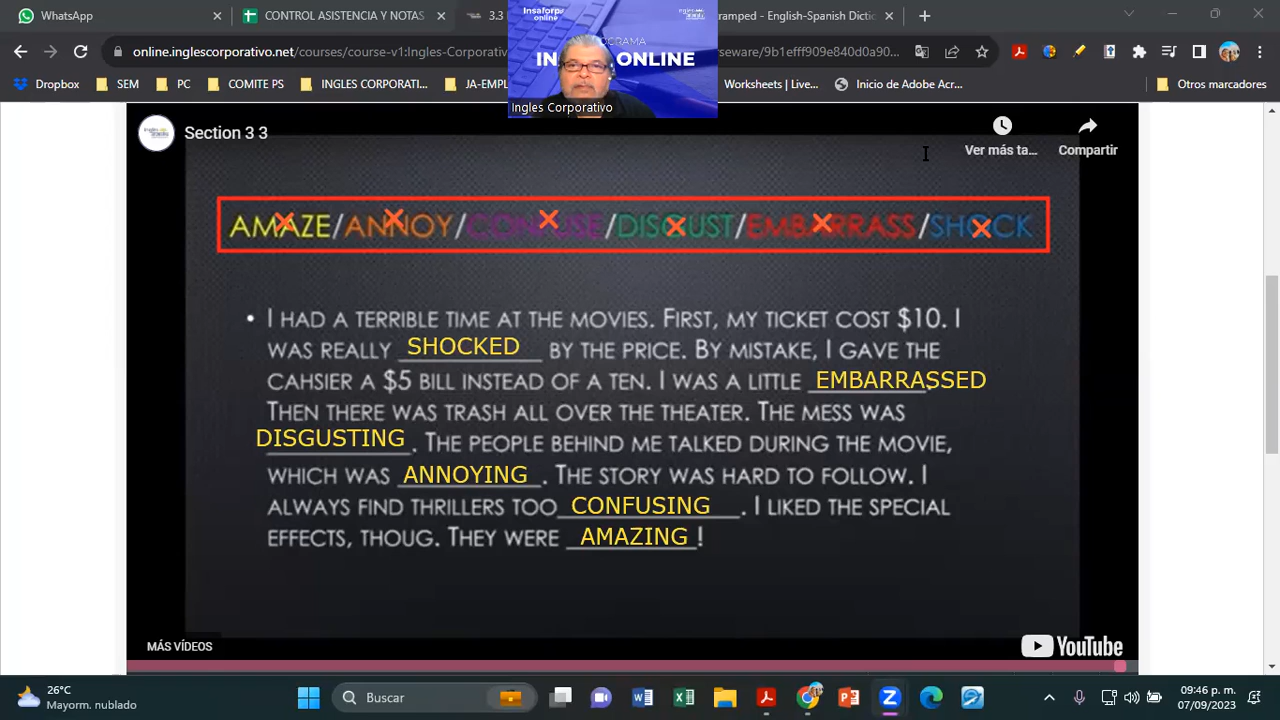 WhatsApp
CONTROL ASISTENCIA Y NOTAS
3.3
ramped - English-Spanish Dictio
online.inglescorporativo.net/courses/course-v1:Ingles-Corporativ
seware/9b1efff909e840d0a90...
Insaforp
online
INGLÉS ONLINE
Ingles Corporativo
Dropbox
SEM
PC
COMITE PS
INGLES CORPORATI...
JA-EMPL
Worksheets | Live...
Inicio de Adobe Acr...
Otros marcadores
Section 3 3
Ver más ta...
Compartir
AMAZE/ANNOY/CONFUSE/DISGUST/EMBARRASS/SHOCK
• I HAD A TERRIBLE TIME AT THE MOVIES. FIRST, MY TICKET COST $10. I
WAS REALLY SHOCKED BY THE PRICE. BY MISTAKE, I GAVE THE
CAHSIER A $5 BILL INSTEAD OF A TEN. I WAS A LITTLE EMBARRASSED.
THEN THERE WAS TRASH ALL OVER THE THEATER. THE MESS WAS
DISGUSTING. THE PEOPLE BEHIND ME TALKED DURING THE MOVIE,
WHICH WAS ANNOYING. THE STORY WAS HARD TO FOLLOW. I
ALWAYS FIND THRILLERS TOO CONFUSING. I LIKED THE SPECIAL
EFFECTS, THOUG. THEY WERE AMAZING!
MÁS VÍDEOS
YouTube
26°C
Mayorm. nublado
Buscar
09:46 p. m.
07/09/2023